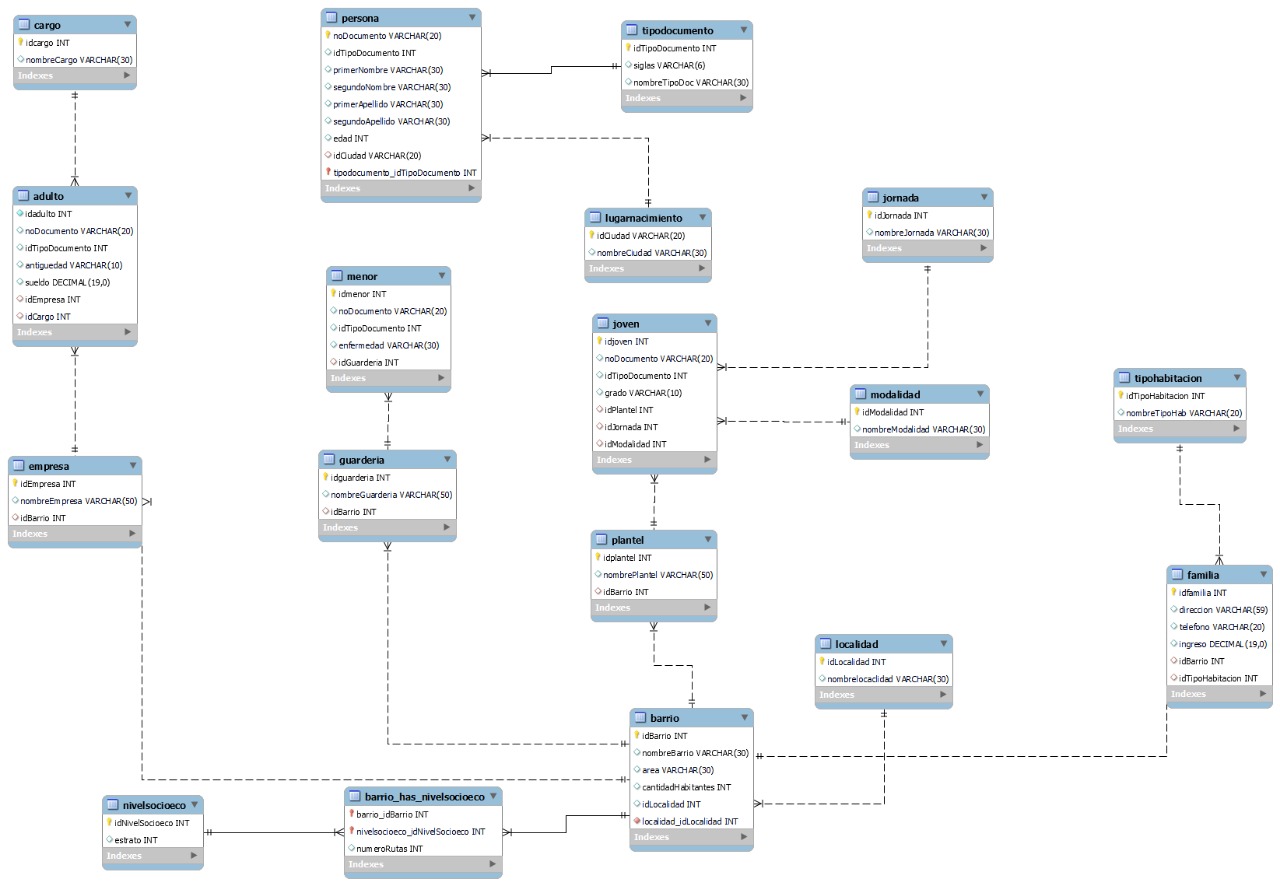 cargo
idcargo INT
nombreCargo VARCHAR(30)
Indexes
persona
noDocumento VARCHAR(20)
idTipoDocumento INT
primerNombre VARCHAR(30)
segundoNombre VARCHAR(30)
primerApellido VARCHAR(30)
segundoApellido VARCHAR(30)
edad INT
idCiudad VARCHAR(20)
tipodocumento_idTipoDocumento INT
Indexes
tipodocumento
idTipoDocumento INT
siglas VARCHAR(6)
nombreTipoDoc VARCHAR(30)
Indexes
adulto
idadulto INT
noDocumento VARCHAR(20)
idTipoDocumento INT
antiguedad VARCHAR(10)
sueldo DECIMAL(19,0)
idEmpresa INT
idCargo INT
Indexes
lugarnacimiento
idCiudad VARCHAR(20)
nombreCiudad VARCHAR(30)
Indexes
jornada
idJornada INT
nombreJornada VARCHAR(30)
Indexes
menor
idmenor INT
noDocumento VARCHAR(20)
idTipoDocumento INT
enfermedad VARCHAR(30)
idGuarderia INT
Indexes
joven
idjoven INT
noDocumento VARCHAR(20)
idTipoDocumento INT
grado VARCHAR(10)
idPlantel INT
idJornada INT
idModalidad INT
Indexes
modalidad
idModalidad INT
nombreModalidad VARCHAR(30)
Indexes
tipohabitacion
idTipoHabitacion INT
nombreTipoHab VARCHAR(20)
Indexes
empresa
idEmpresa INT
nombreEmpresa VARCHAR(50)
idBarrio INT
Indexes
guarderia
idguarderia INT
nombreGuarderia VARCHAR(50)
idBarrio INT
Indexes
plantel
idplantel INT
nombrePlantel VARCHAR(50)
idBarrio INT
Indexes
familia
idfamilia INT
direccion VARCHAR(59)
telefono VARCHAR(20)
ingreso DECIMAL(19,0)
idBarrio INT
idTipoHabitacion INT
Indexes
localidad
idLocalidad INT
nombrelocaclidad VARCHAR(30)
Indexes
barrio
idBarrio INT
nombreBarrio VARCHAR(30)
area VARCHAR(30)
cantidadHabitantes INT
idLocalidad INT
localidad_idLocalidad INT
Indexes
nivelsocioeco
idNivelSocioeco INT
estrato INT
Indexes
barrio_has_nivelsocioeco
barrio_idBarrio INT
nivelsocioeco_idNivelSocioeco INT
numeroRutas INT
Indexes